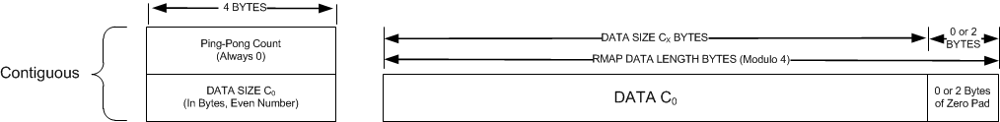 4 BYTES
Ping-Pong Count
(Always 0)
Contiguous
DATA SIZE C₀
(In Bytes, Even Number)
DATA SIZE Cₓ BYTES
0 or 2
BYTES
RMAP DATA LENGTH BYTES (Modulo 4)
DATA C₀
0 or 2 Bytes
of Zero Pad